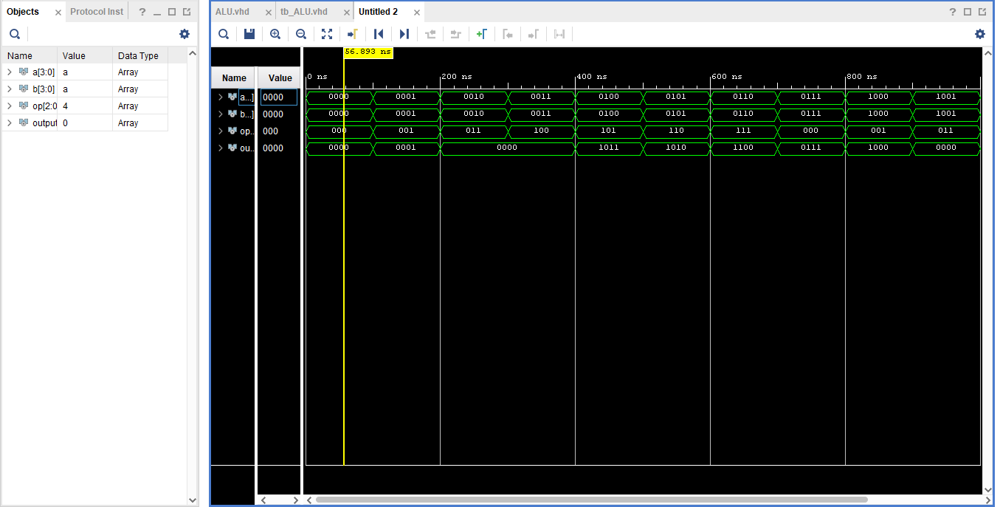 Objects × Protocol Inst ?
Name Value Data Type
a[3:0] a Array
b[3:0] a Array
op[2:0 4 Array
output 0 Array
ALU.vhd × tb_ALU.vhd × Untitled 2 × ?
56.893 ns
Name Value
0 ns 200 ns 400 ns 600 ns 800 ns
a...] 0000 0000 0001 0010 0011 0100 0101 0110 0111 1000 1001
b...] 0000 0000 0001 0010 0011 0100 0101 0110 0111 1000 1001
op.. 000 000 001 011 100 101 110 111 000 001 011
ou.. 0000 0000 0001 0000 1011 1010 1100 0111 1000 0000